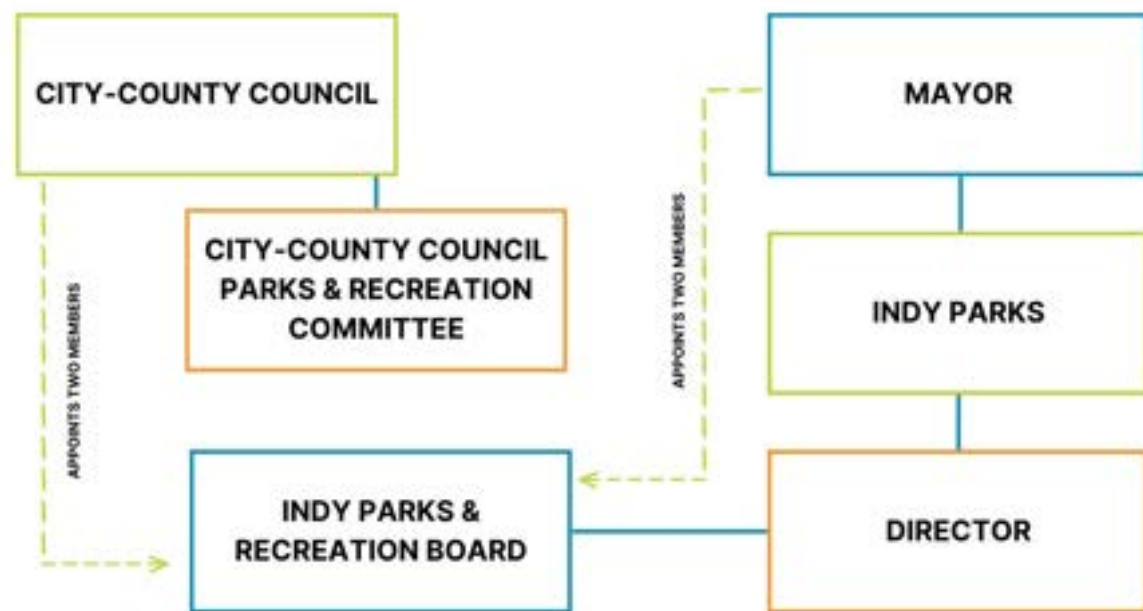 CITY-COUNTY COUNCIL
MAYOR
APPOINTS TWO MEMBERS
CITY-COUNTY COUNCIL
PARKS & RECREATION
COMMITTEE
APPOINTS TWO MEMBERS
INDY PARKS
INDY PARKS &
RECREATION BOARD
DIRECTOR